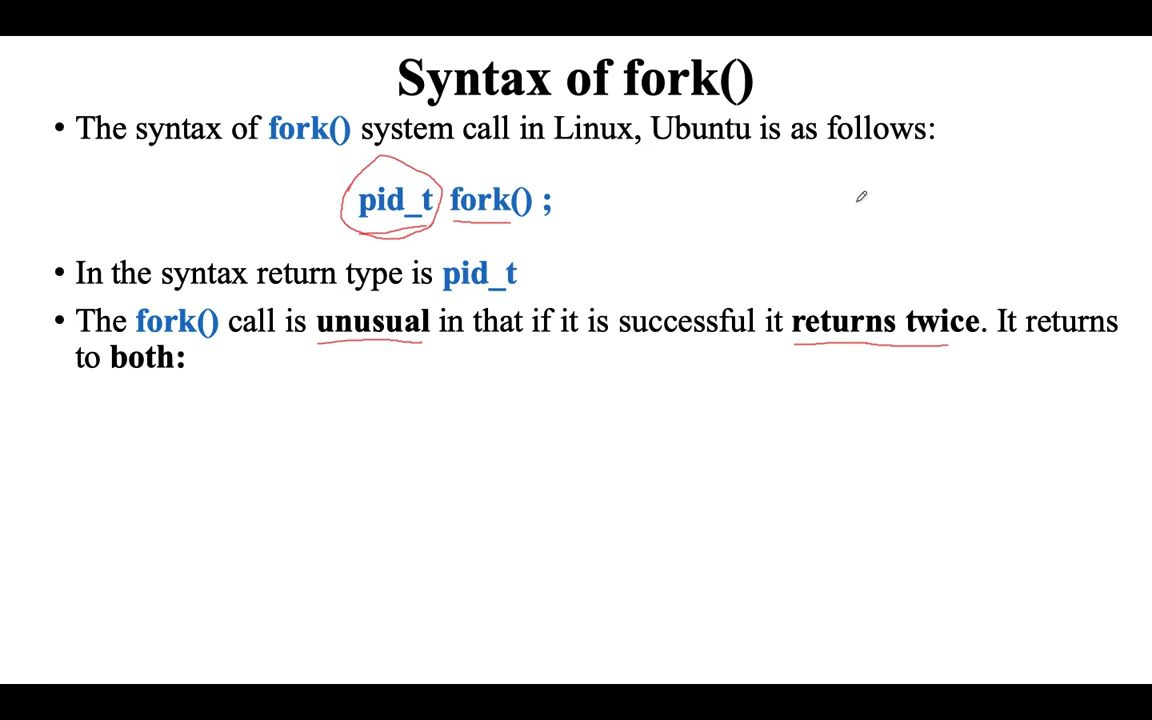 Syntax of fork()
• The syntax of fork() system call in Linux, Ubuntu is as follows:
pid_t fork() ;
• In the syntax return type is pid_t
• The fork() call is unusual in that if it is successful it returns twice. It returns
to both: